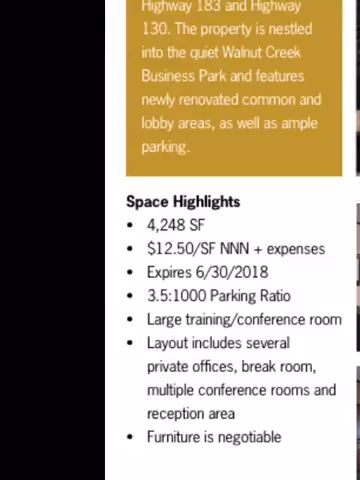 Highway 183 and Highway
130. The property is nestled
into the quiet Walnut Creek
Business Park and features
newly renovated common and
lobby areas, as well as ample
parking.
Space Highlights
• 4,248 SF
• $12.50/SF NNN + expenses
• Expires 6/30/2018
• 3.5:1000 Parking Ratio
• Large training/conference room
• Layout includes several
private offices, break room,
multiple conference rooms and
reception area
• Furniture is negotiable